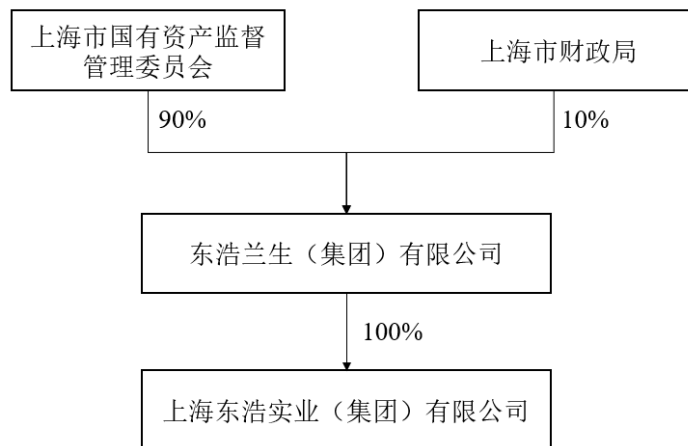 上海市国有资产监督
管理委员会
上海市财政局
90%
10%
东浩兰生（集团）有限公司
100%
上海东浩实业（集团）有限公司